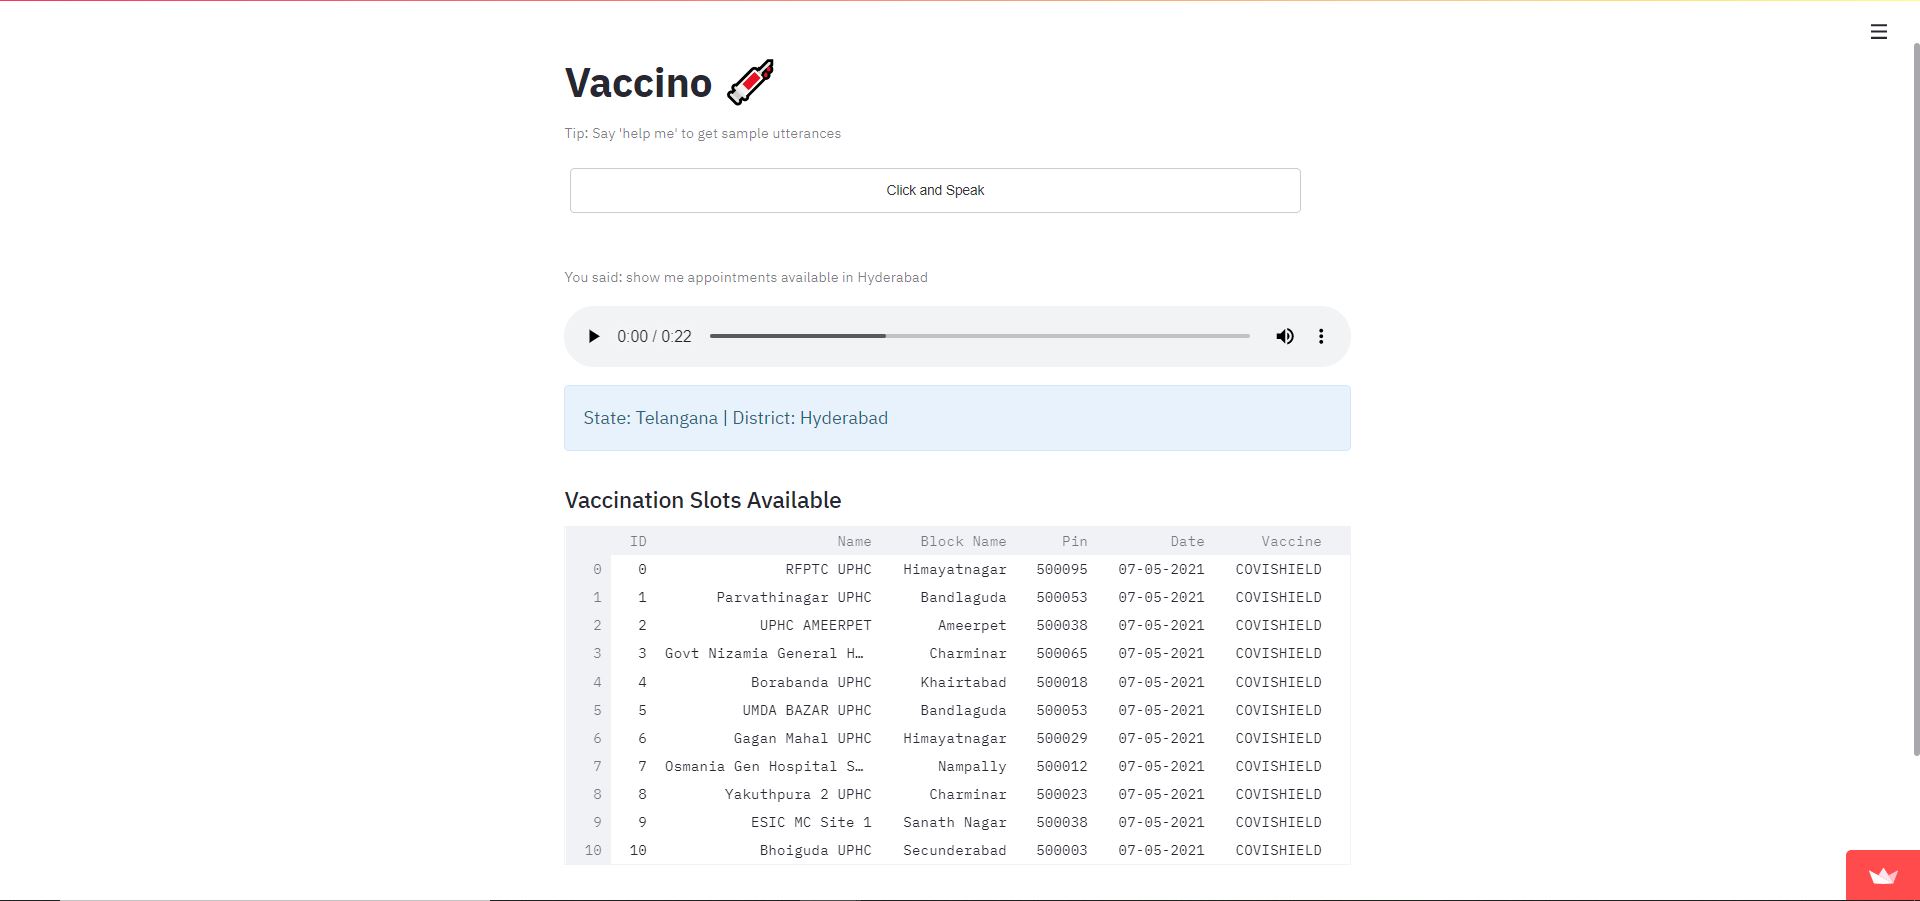 Vaccino
Tip: Say 'help me' to get sample utterances
Click and Speak
You said: show me appointments available in Hyderabad
0:00 / 0:22
State: Telangana | District: Hyderabad
Vaccination Slots Available
ID Name Block Name Pin Date Vaccine
0 0 RFPTC UPHC Himayatnagar 500095 07-05-2021 COVISHIELD
1 1 Parvathinagar UPHC Bandlaguda 500053 07-05-2021 COVISHIELD
2 2 UPHC AMEERPET Ameerpet 500038 07-05-2021 COVISHIELD
3 3 Govt Nizamia General H… Charminar 500065 07-05-2021 COVISHIELD
4 4 Borabanda UPHC Khairtabad 500018 07-05-2021 COVISHIELD
5 5 UMDA BAZAR UPHC Bandlaguda 500053 07-05-2021 COVISHIELD
6 6 Gagan Mahal UPHC Himayatnagar 500029 07-05-2021 COVISHIELD
7 7 Osmania Gen Hospital S… Nampally 500012 07-05-2021 COVISHIELD
8 8 Yakuthpura 2 UPHC Charminar 500023 07-05-2021 COVISHIELD
9 9 ESIC MC Site 1 Sanath Nagar 500038 07-05-2021 COVISHIELD
10 10 Bhoiguda UPHC Secunderabad 500003 07-05-2021 COVISHIELD